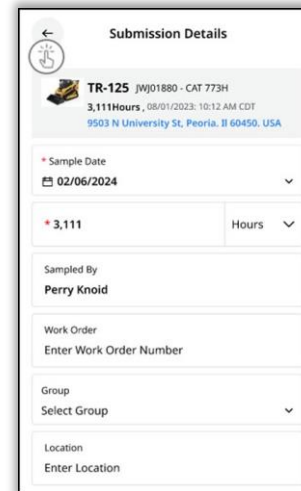 Submission Details
TR-125 JWJ01880 - CAT 773H
3,111Hours , 08/01/2023: 10:12 AM CDT
9503 N University St, Peoria. Il 60450. USA
* Sample Date
02/06/2024
* 3,111 Hours
Sampled By
Perry Knoid
Work Order
Enter Work Order Number
Group
Select Group
Location
Enter Location